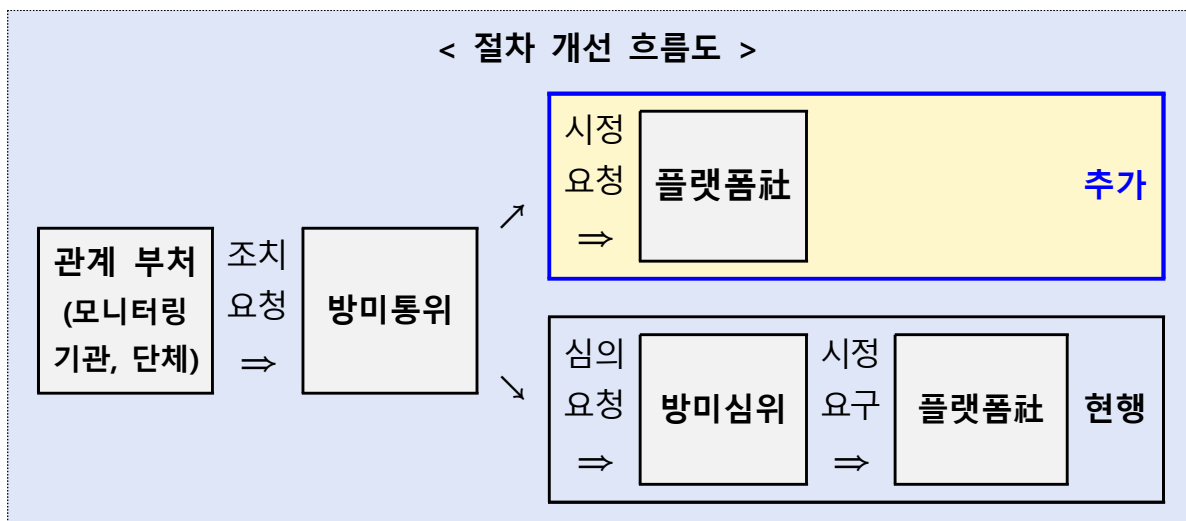 < 절차 개선 흐름도 >
시정
요청
⇒
플랫폼社
추가
관계 부처
(모니터링
기관, 단체)
조치
요청
⇒
방미통위
↗
↘
심의
요청
⇒
방미심위
시정
요구
⇒
플랫폼社
현행